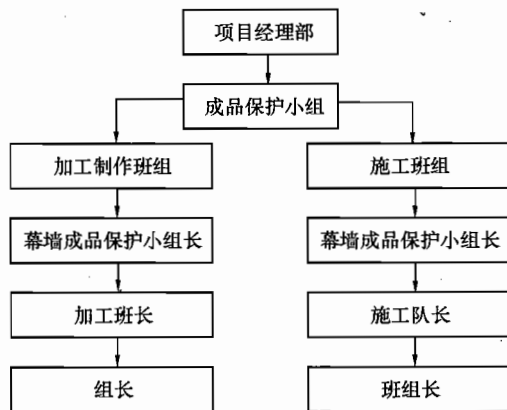 项目经理部
成品保护小组
加工制作班组
施工班组
幕墙成品保护小组长
幕墙成品保护小组长
加工班长
施工队长
组长
班组长